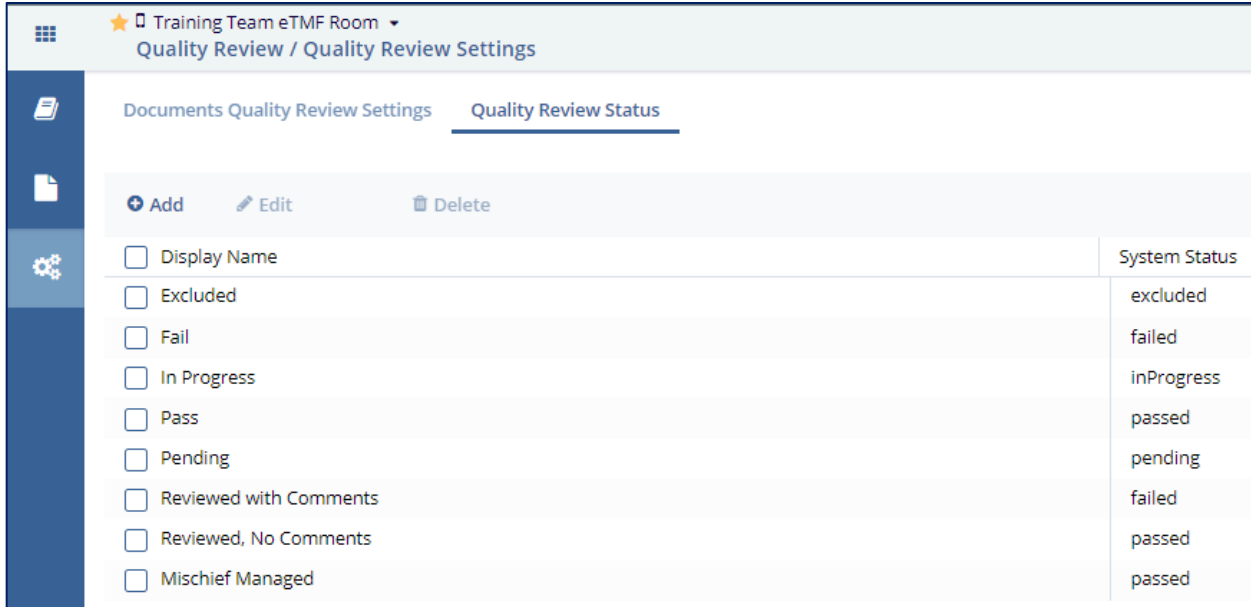 Training Team eTMF Room
Quality Review / Quality Review Settings
Documents Quality Review Settings Quality Review Status
Add Edit Delete
Display Name System Status
Excluded excluded
Fail failed
In Progress inProgress
Pass passed
Pending pending
Reviewed with Comments failed
Reviewed, No Comments passed
Mischief Managed passed